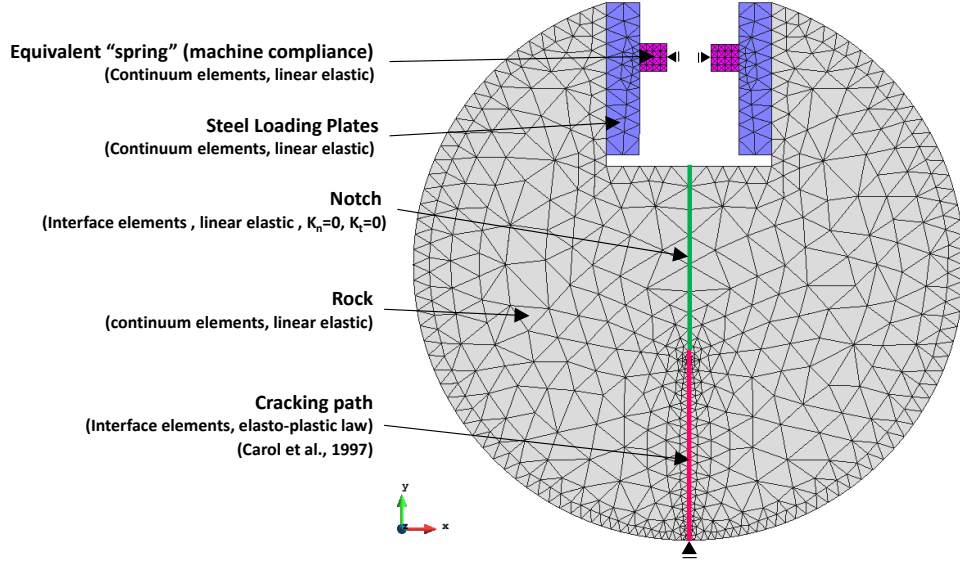 Equivalent “spring” (machine compliance)
(Continuum elements, linear elastic)
Steel Loading Plates
(Continuum elements, linear elastic)
Notch
(Interface elements , linear elastic , Kn=0, Kt=0)
Rock
(continuum elements, linear elastic)
Cracking path
(Interface elements, elasto-plastic law)
(Carol et al., 1997)
y
z
x